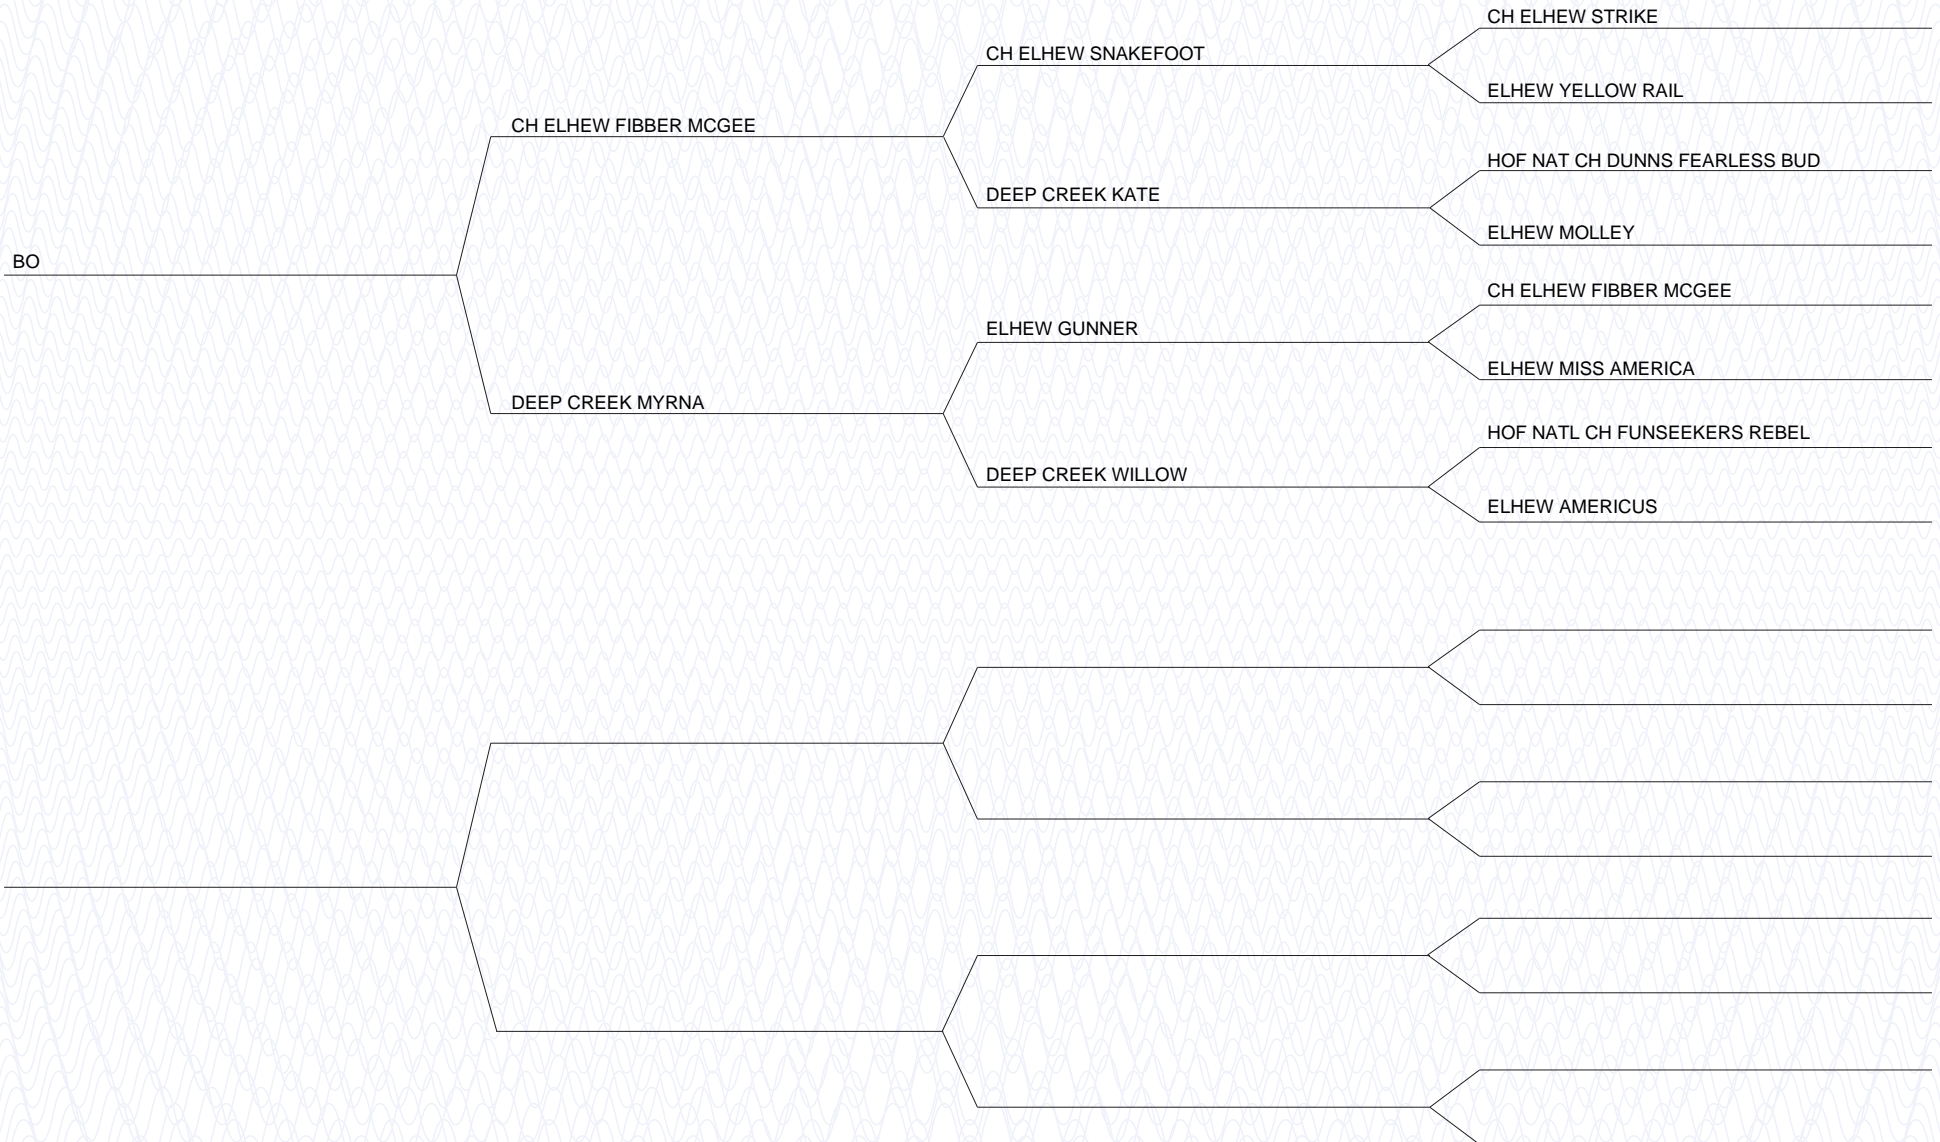 CH ELHEW STRIKE
CH ELHEW SNAKEFOOT
ELHEW YELLOW RAIL
CH ELHEW FIBBER MCGEE
HOF NAT CH DUNNS FEARLESS BUD
DEEP CREEK KATE
ELHEW MOLLEY
BO
CH ELHEW FIBBER MCGEE
ELHEW GUNNER
ELHEW MISS AMERICA
DEEP CREEK MYRNA
HOF NATL CH FUNSEEKERS REBEL
DEEP CREEK WILLOW
ELHEW AMERICUS